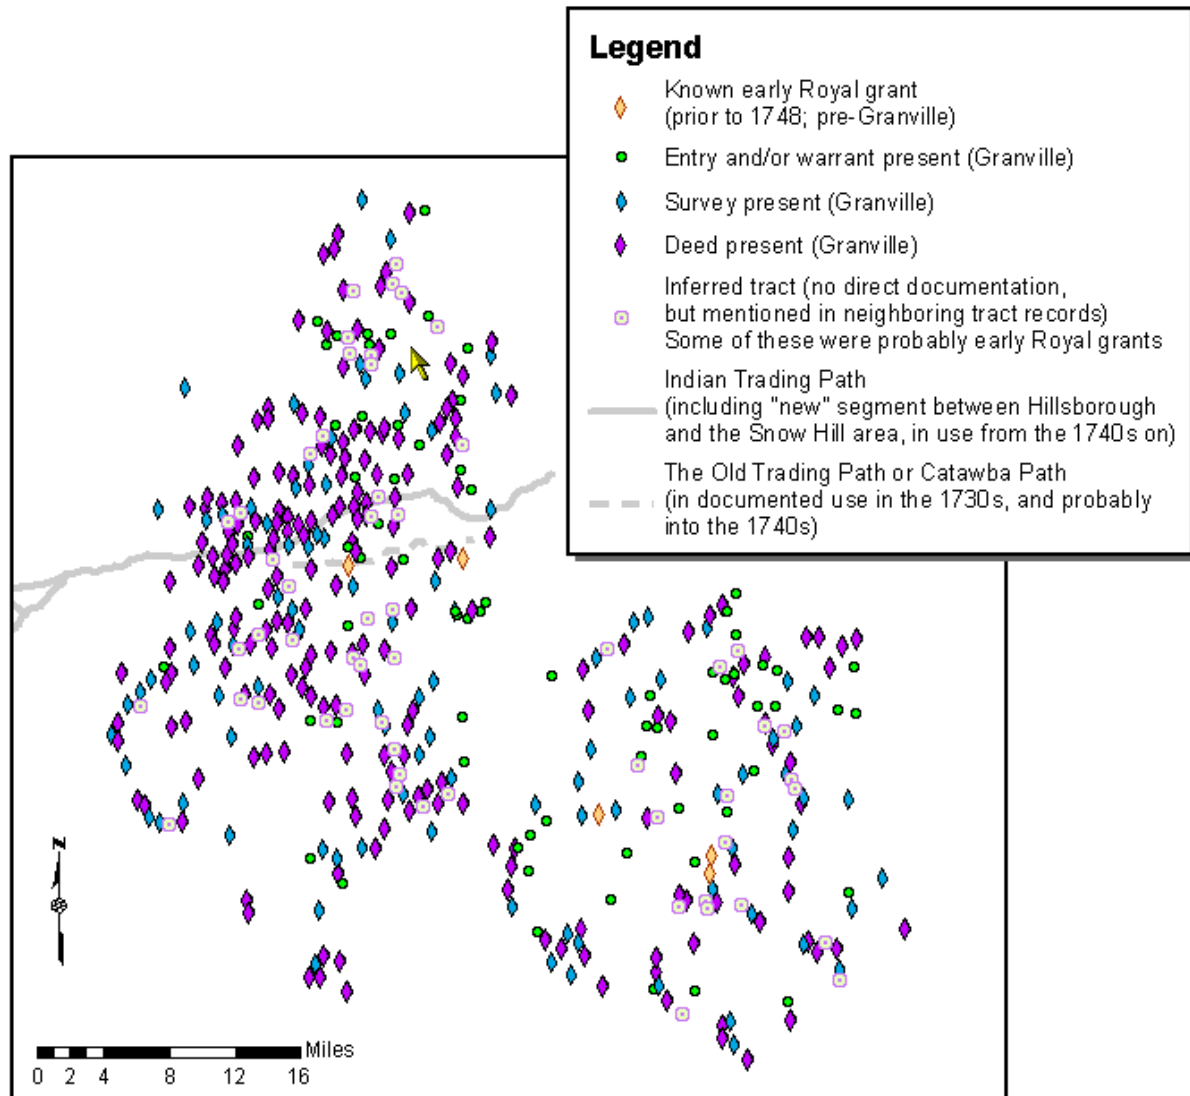 Legend
Known early Royal grant
(prior to 1748; pre-Granville)
Entry and/or warrant present (Granville)
Survey present (Granville)
Deed present (Granville)
Inferred tract (no direct documentation,
but mentioned in neighboring tract records)
Some of these were probably early Royal grants
Indian Trading Path
(including "new" segment between Hillsborough
and the Snow Hill area, in use from the 1740s on)
The Old Trading Path or Catawba Path
(in documented use in the 1730s, and probably
into the 1740s)
N
Miles
0 2 4 8 12 16